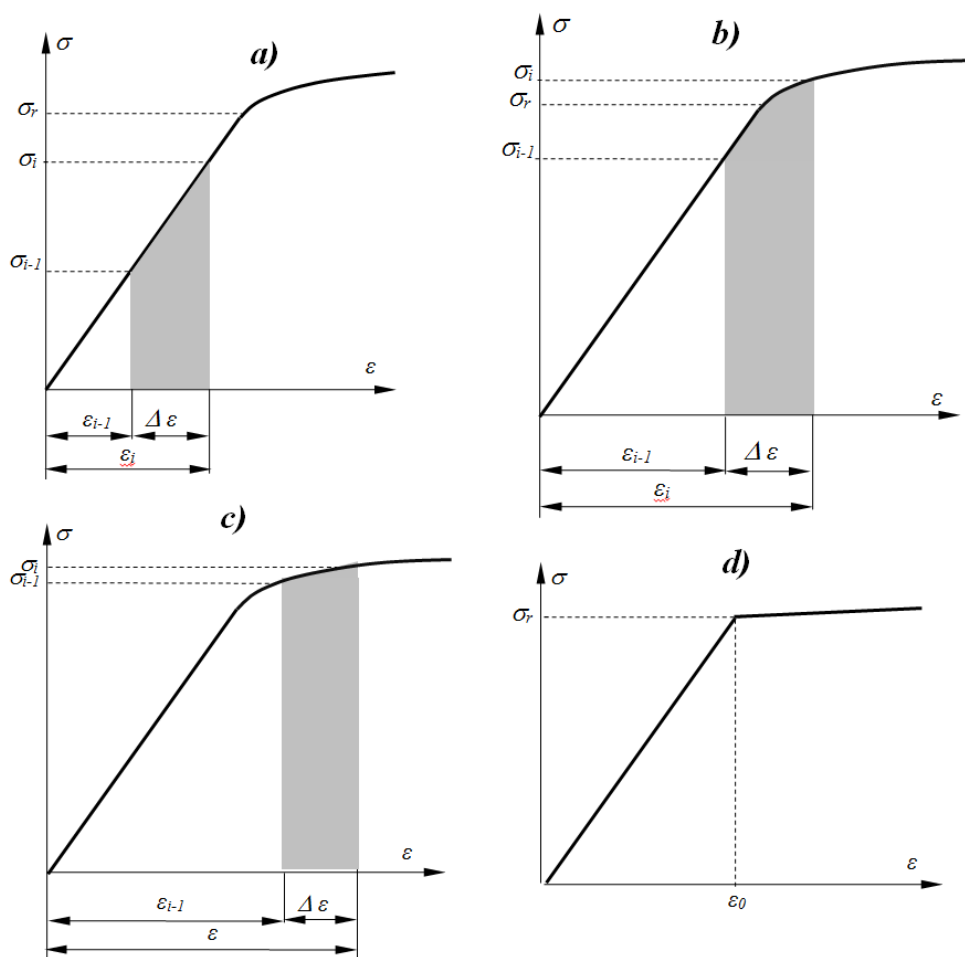 a)
σ
σr
σi
σi-1
ε
εi-1
Δ ε
εi
b)
σ
σi
σr
σi-1
ε
εi-1
Δ ε
εi
c)
σ
σi
σi-1
ε
εi-1
Δ ε
ε
d)
σ
σr
ε
ε0